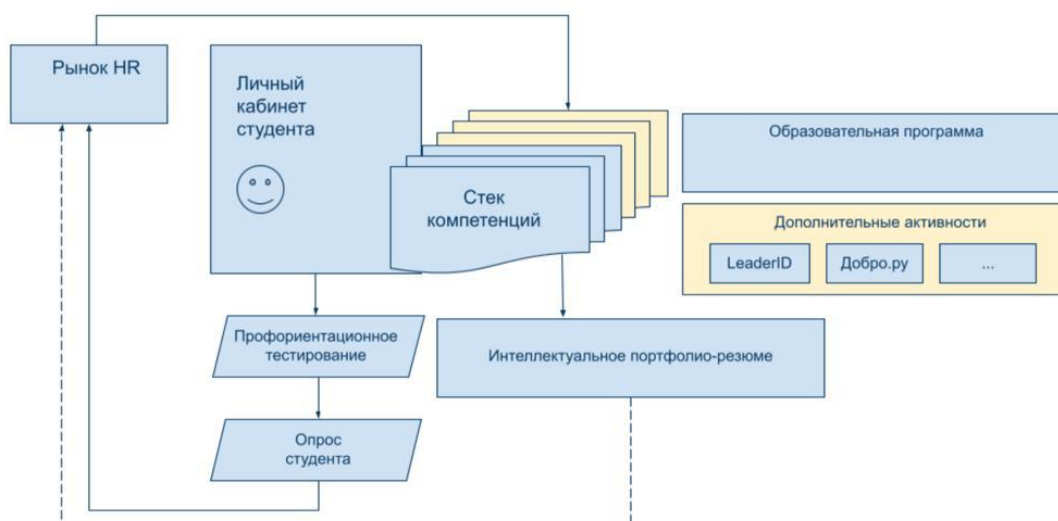 Рынок HR
Личный
кабинет
студента
Стек
компетенций
Образовательная программа
Дополнительные активности
LeaderID
Добро.ру
...
Профориентационное
тестирование
Интеллектуальное портфолио-резюме
Опрос
студента